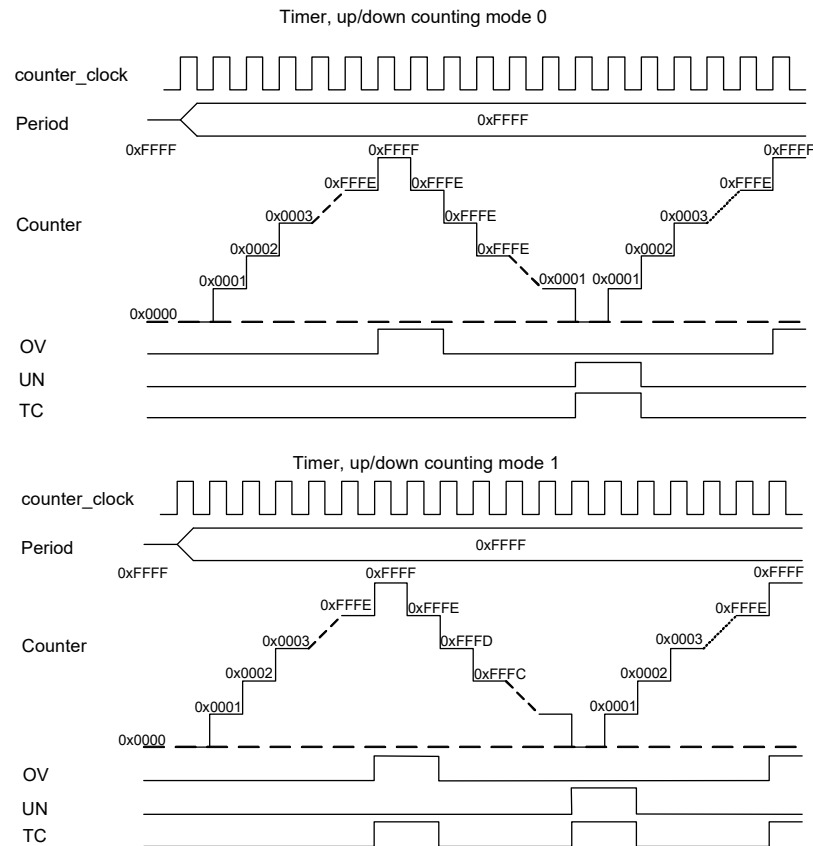 Timer, up/down counting mode 0
counter_clock
Period
0xFFFF
0xFFFF
0xFFFF
0xFFFF
0xFFFE
0xFFFE
0xFFFE
Counter
0x0003
0xFFFE
0x0003
0x0002
0xFFFE
0x0002
0x0001
0x0001
0x0001
0x0000
OV
UN
TC
Timer, up/down counting mode 1
counter_clock
Period
0xFFFF
0xFFFF
0xFFFF
0xFFFF
0xFFFE
0xFFFE
0xFFFE
Counter
0x0003
0xFFFD
0x0003
0x0002
0xFFFC
0x0002
0x0001
0x0001
0x0000
OV
UN
TC